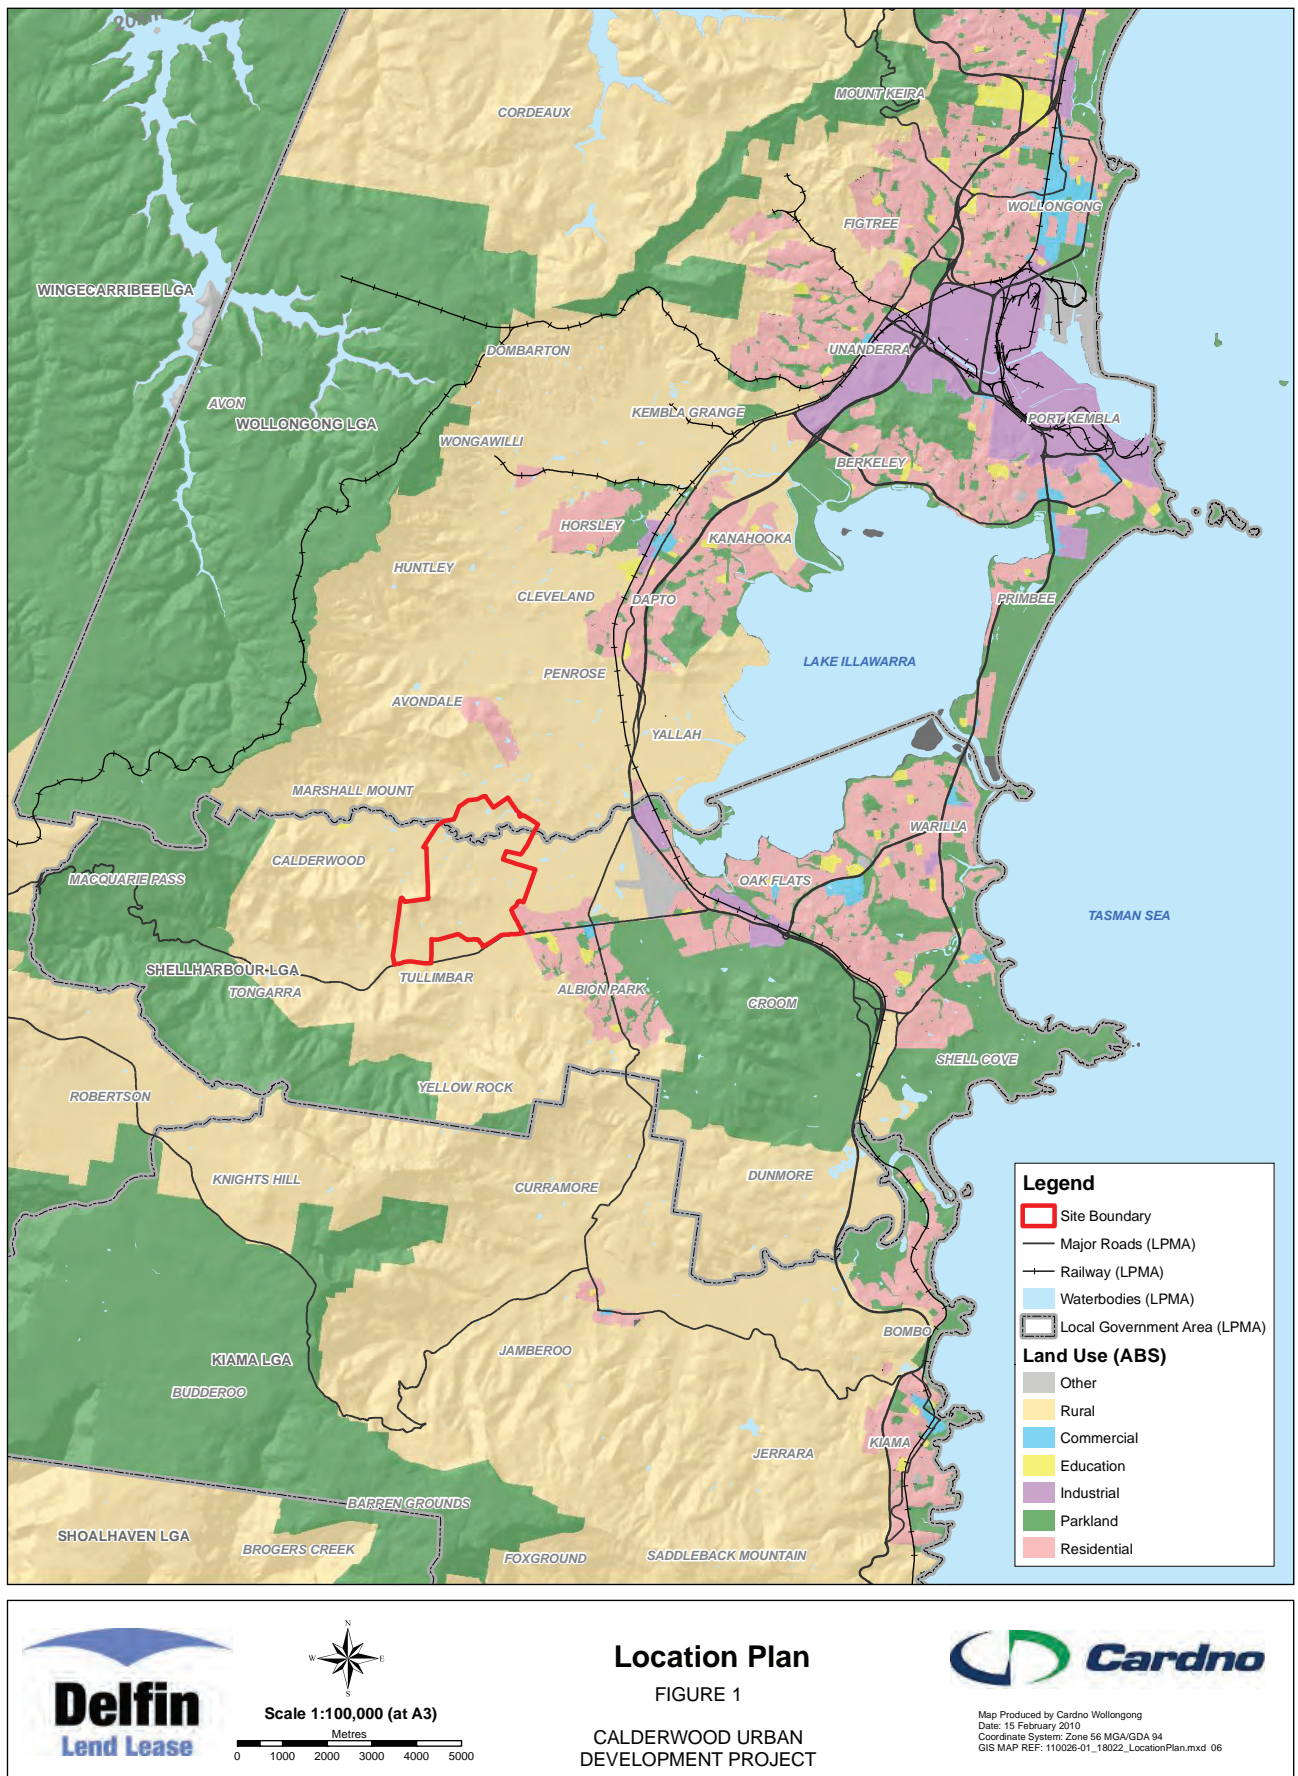 CORDEAUX
MOUNT KEIRA
WOLLONGONG
FIGTREE
WINGECARRIBEE LGA
UNANDERRA
DOMBARTON
AVON
WOLLONGONG LGA
KEMBLA GRANGE
PORT KEMBLA
WONGAWILLI
BERKELEY
HORSLEY
KANAHOOKA
HUNTLEY
CLEVELAND
DAPTO
PRIMBEE
LAKE ILLAWARRA
PENROSE
AVONDALE
YALLAH
MARSHALL MOUNT
WARILLA
CALDERWOOD
MACQUARIE PASS
OAK FLATS
TASMAN SEA
SHELLHARBOUR LGA
TULLIMBAR
TONGARRA
ALBION PARK
CROOM
SHELL COVE
YELLOW ROCK
ROBERTSON
KNIGHTS HILL
CURRAMORE
DUNMORE
BOMBO
JAMBEROO
KIAMA LGA
BUDDEROO
KIAMA
JERRARA
BARREN GROUNDS
SHOALHAVEN LGA
BROGERS CREEK
FOXGROUND
SADDLEBACK MOUNTAIN
Legend
Site Boundary
Major Roads (LPMA)
Railway (LPMA)
Waterbodies (LPMA)
Local Government Area (LPMA)
Land Use (ABS)
Other
Rural
Commercial
Education
Industrial
Parkland
Residential
Delfin
Lend Lease
N
W E
S
Scale 1:100,000 (at A3)
Metres
0 1000 2000 3000 4000 5000
Location Plan
FIGURE 1
CALDERWOOD URBAN
DEVELOPMENT PROJECT
Cardno
Map Produced by Cardno Wollongong
Date: 15 February 2010
Coordinate System: Zone 56 MGA/GDA 94
GIS MAP REF: 110026-01_18022_LocationPlan.mxd 06